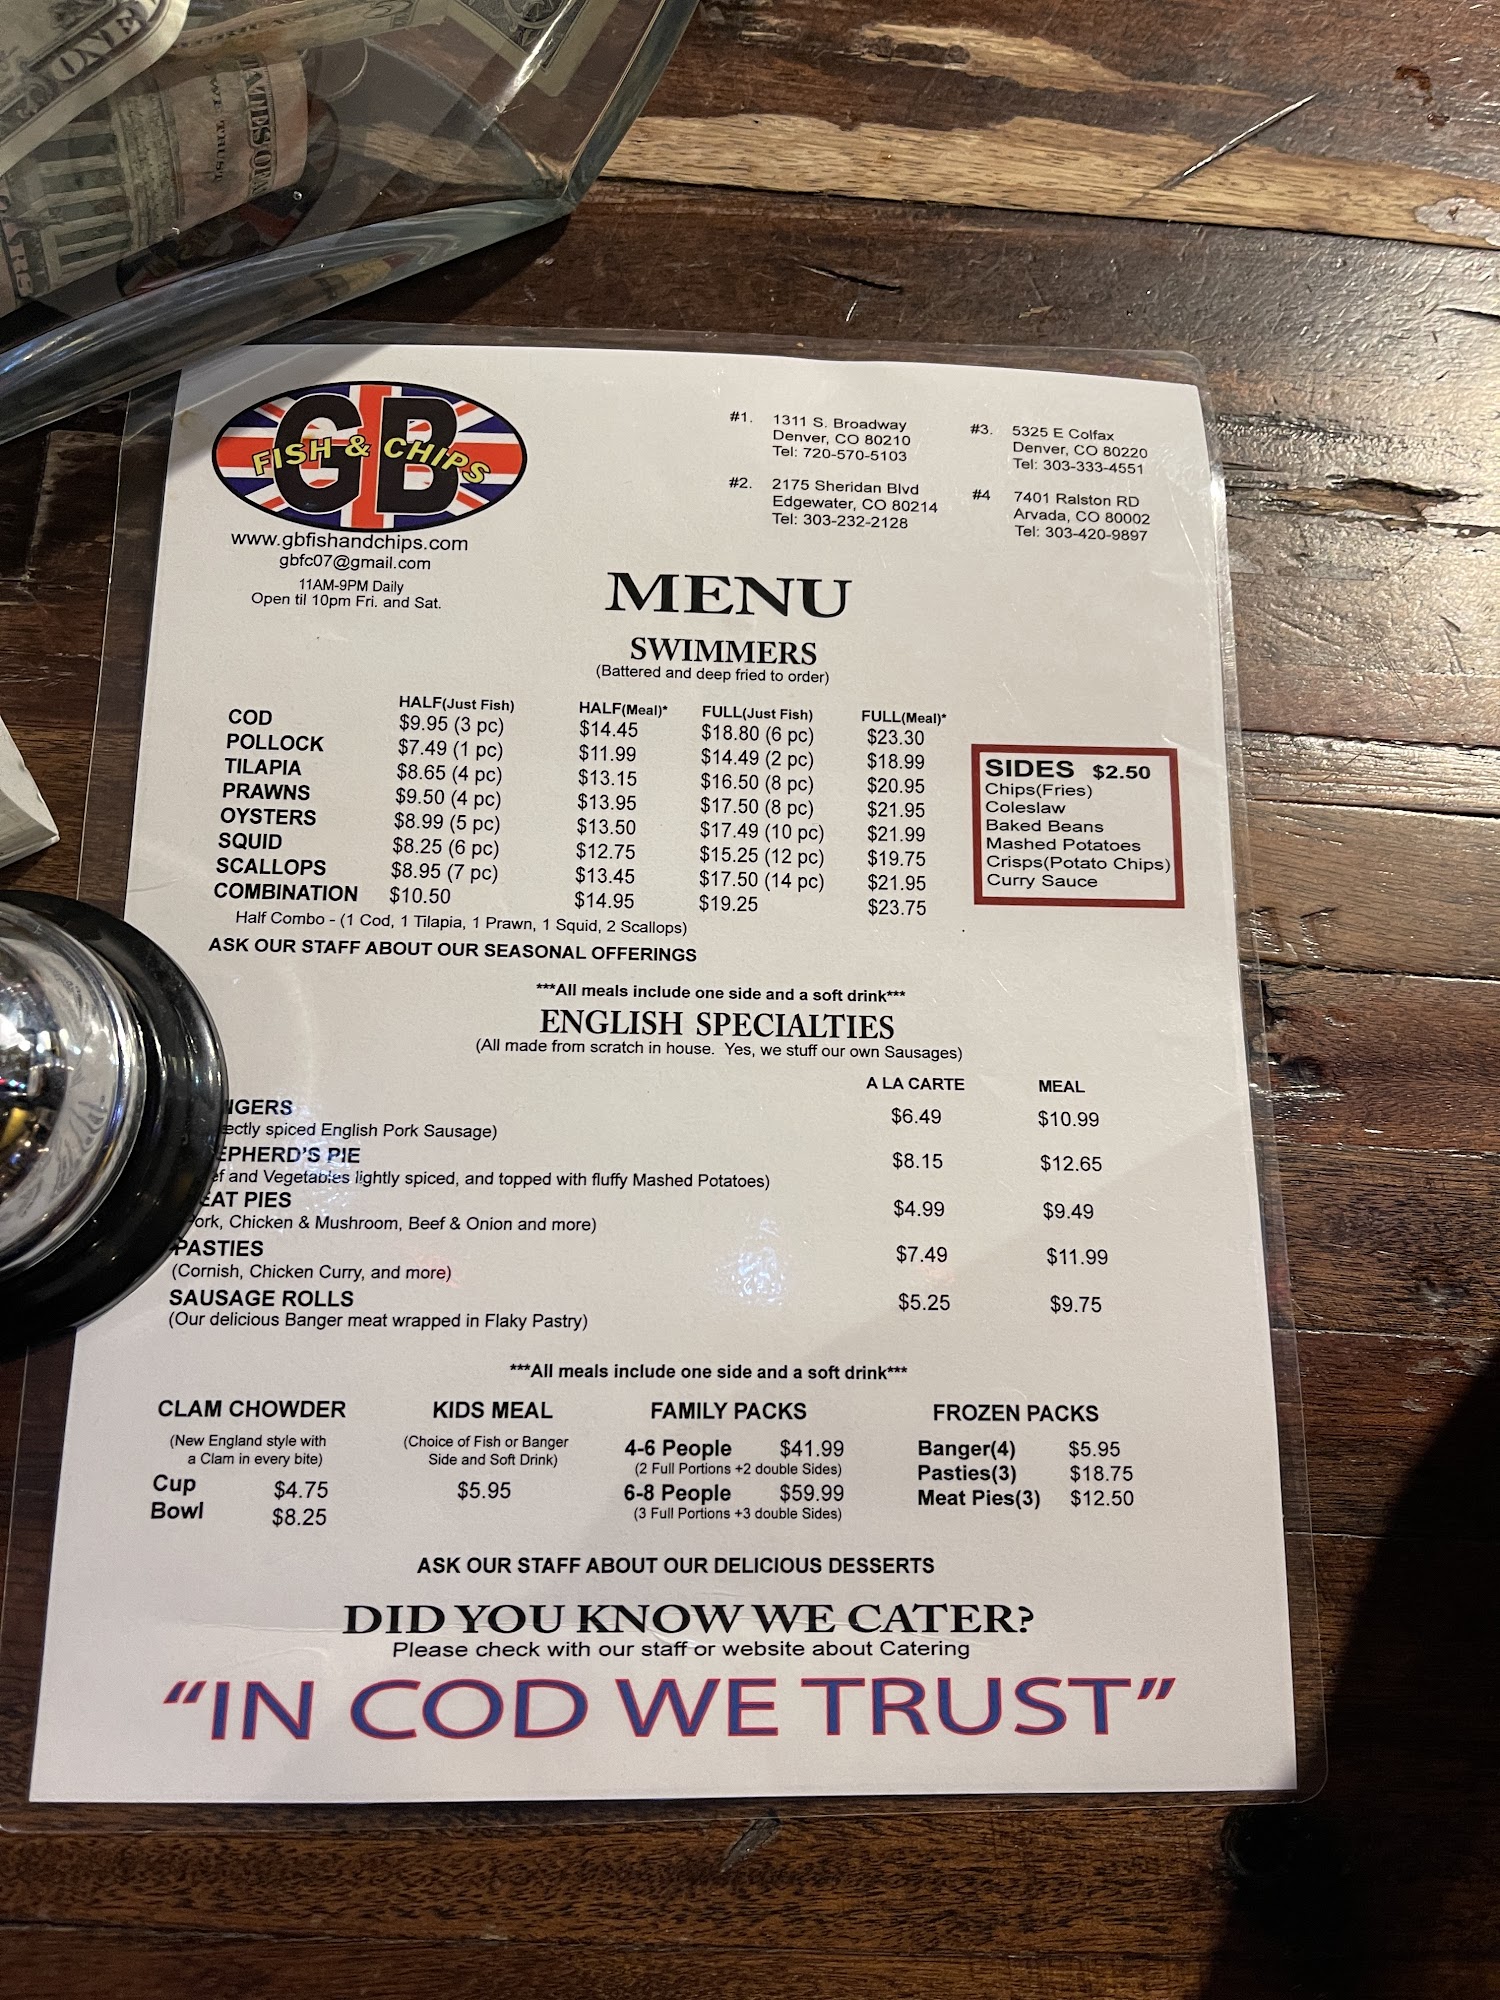 ONE
STATES OF A
WE TRUST
GB
FISH & CHIPS
www.gbfishandchips.com
gbfc07@gmail.com
11AM-9PM Daily
Open til 10pm Fri. and Sat.
#1. 1311 S. Broadway
Denver, CO 80210
Tel: 720-570-5103
#2. 2175 Sheridan Blvd
Edgewater, CO 80214
Tel: 303-232-2128
#3. 5325 E Colfax
Denver, CO 80220
Tel: 303-333-4551
#4 7401 Ralston RD
Arvada, CO 80002
Tel: 303-420-9897
MENU
SWIMMERS
(Battered and deep fried to order)
HALF(Just Fish) HALF(Meal)* FULL(Just Fish) FULL(Meal)*
COD $9.95 (3 pc) $14.45 $18.80 (6 pc) $23.30
POLLOCK $7.49 (1 pc) $11.99 $14.49 (2 pc) $18.99
TILAPIA $8.65 (4 pc) $13.15 $16.50 (8 pc) $20.95
PRAWNS $9.50 (4 pc) $13.95 $17.50 (8 pc) $21.95
OYSTERS $8.99 (5 pc) $13.50 $17.49 (10 pc) $21.99
SQUID $8.25 (6 pc) $12.75 $15.25 (12 pc) $19.75
SCALLOPS $8.95 (7 pc) $13.45 $17.50 (14 pc) $21.95
COMBINATION $10.50 $14.95 $19.25 $23.75
Half Combo - (1 Cod, 1 Tilapia, 1 Prawn, 1 Squid, 2 Scallops)
ASK OUR STAFF ABOUT OUR SEASONAL OFFERINGS
SIDES $2.50
Chips(Fries)
Coleslaw
Baked Beans
Mashed Potatoes
Crisps(Potato Chips)
Curry Sauce
***All meals include one side and a soft drink***
ENGLISH SPECIALTIES
(All made from scratch in house. Yes, we stuff our own Sausages)
A LA CARTE MEAL
NGERS $6.49 $10.99
ectly spiced English Pork Sausage)
EPHERD'S PIE $8.15 $12.65
ef and Vegetables lightly spiced, and topped with fluffy Mashed Potatoes)
EAT PIES $4.99 $9.49
ork, Chicken & Mushroom, Beef & Onion and more)
PASTIES $7.49 $11.99
(Cornish, Chicken Curry, and more)
SAUSAGE ROLLS $5.25 $9.75
(Our delicious Banger meat wrapped in Flaky Pastry)
***All meals include one side and a soft drink***
CLAM CHOWDER
(New England style with
a Clam in every bite)
Cup $4.75
Bowl $8.25
KIDS MEAL
(Choice of Fish or Banger
Side and Soft Drink)
$5.95
FAMILY PACKS
4-6 People $41.99
(2 Full Portions +2 double Sides)
6-8 People $59.99
(3 Full Portions +3 double Sides)
FROZEN PACKS
Banger(4) $5.95
Pasties(3) $18.75
Meat Pies(3) $12.50
ASK OUR STAFF ABOUT OUR DELICIOUS DESSERTS
DID YOU KNOW WE CATER?
Please check with our staff or website about Catering
"IN COD WE TRUST"